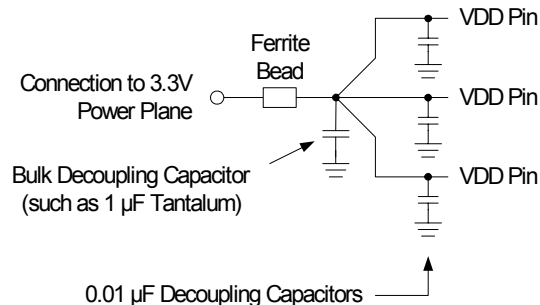 VDD Pin
Ferrite
Bead
Connection to 3.3V
Power Plane
VDD Pin
Bulk Decoupling Capacitor
(such as 1 µF Tantalum)
VDD Pin
0.01 µF Decoupling Capacitors